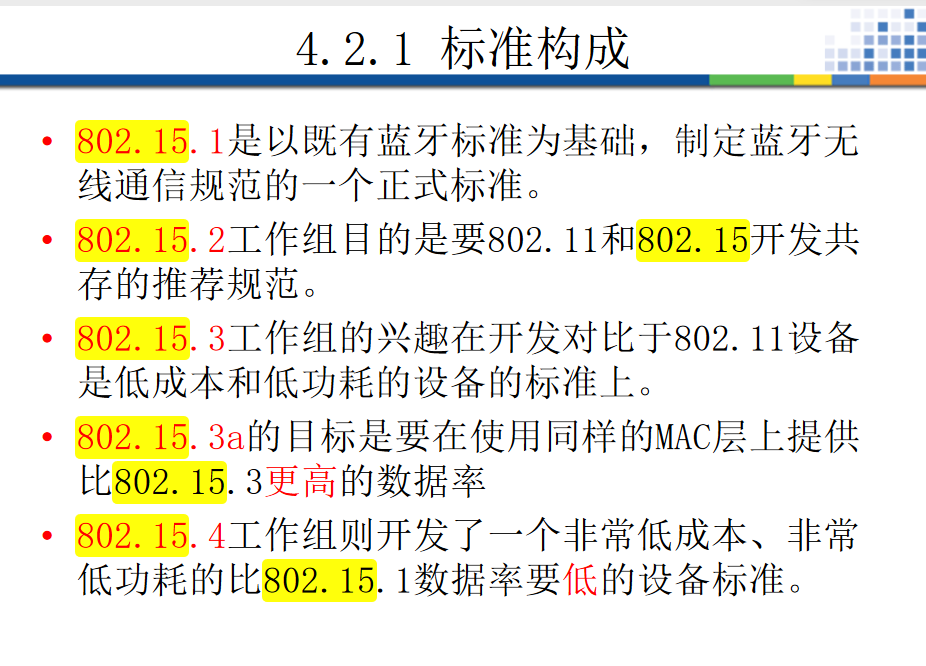 4.2.1 标准构成
• 802.15.1是以既有蓝牙标准为基础，制定蓝牙无
线通信规范的一个正式标准。
• 802.15.2工作组目的是要802.11和802.15开发共
存的推荐规范。
• 802.15.3工作组的兴趣在开发对比于802.11设备
是低成本和低功耗的设备的标准上。
• 802.15.3a的目标是要在使用同样的MAC层上提供
比802.15.3更高的数据率
• 802.15.4工作组则开发了一个非常低成本、非常
低功耗的比802.15.1数据率要低的设备标准。